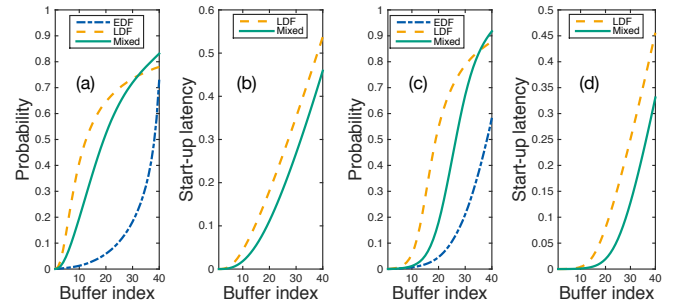 1
0.9
0.8
0.7
0.6
0.5
0.4
0.3
0.2
0.1
0
10 20 30 40
Probability
Buffer index
EDF
LDF
Mixed
(a)
0.6
0.5
0.3
0.2
0.1
0
10 20 30 40
Start-up latency
Buffer index
LDF
Mixed
(b)
1
0.9
0.8
0.7
0.6
0.5
0.4
0.3
0.2
0.1
0
10 20 30 40
Probability
Buffer index
EDF
LDF
Mixed
(c)
0.45
0.4
0.35
0.3
0.25
0.2
0.15
0.1
0.05
0
10 20 30 40
Start-up latency
Buffer index
LDF
Mixed
(d)